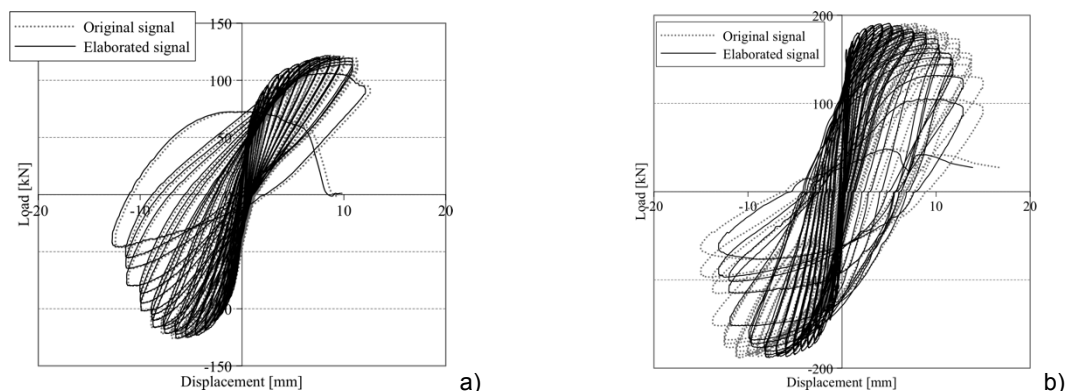 150
Original signal
Elaborated signal
100
50
Load [kN]
-20
-10
10
20
-150
Displacement [mm]
a)
200
Original signal
Elaborated signal
100
Load [kN]
-20
-10
10
20
-200
Displacement [mm]
b)